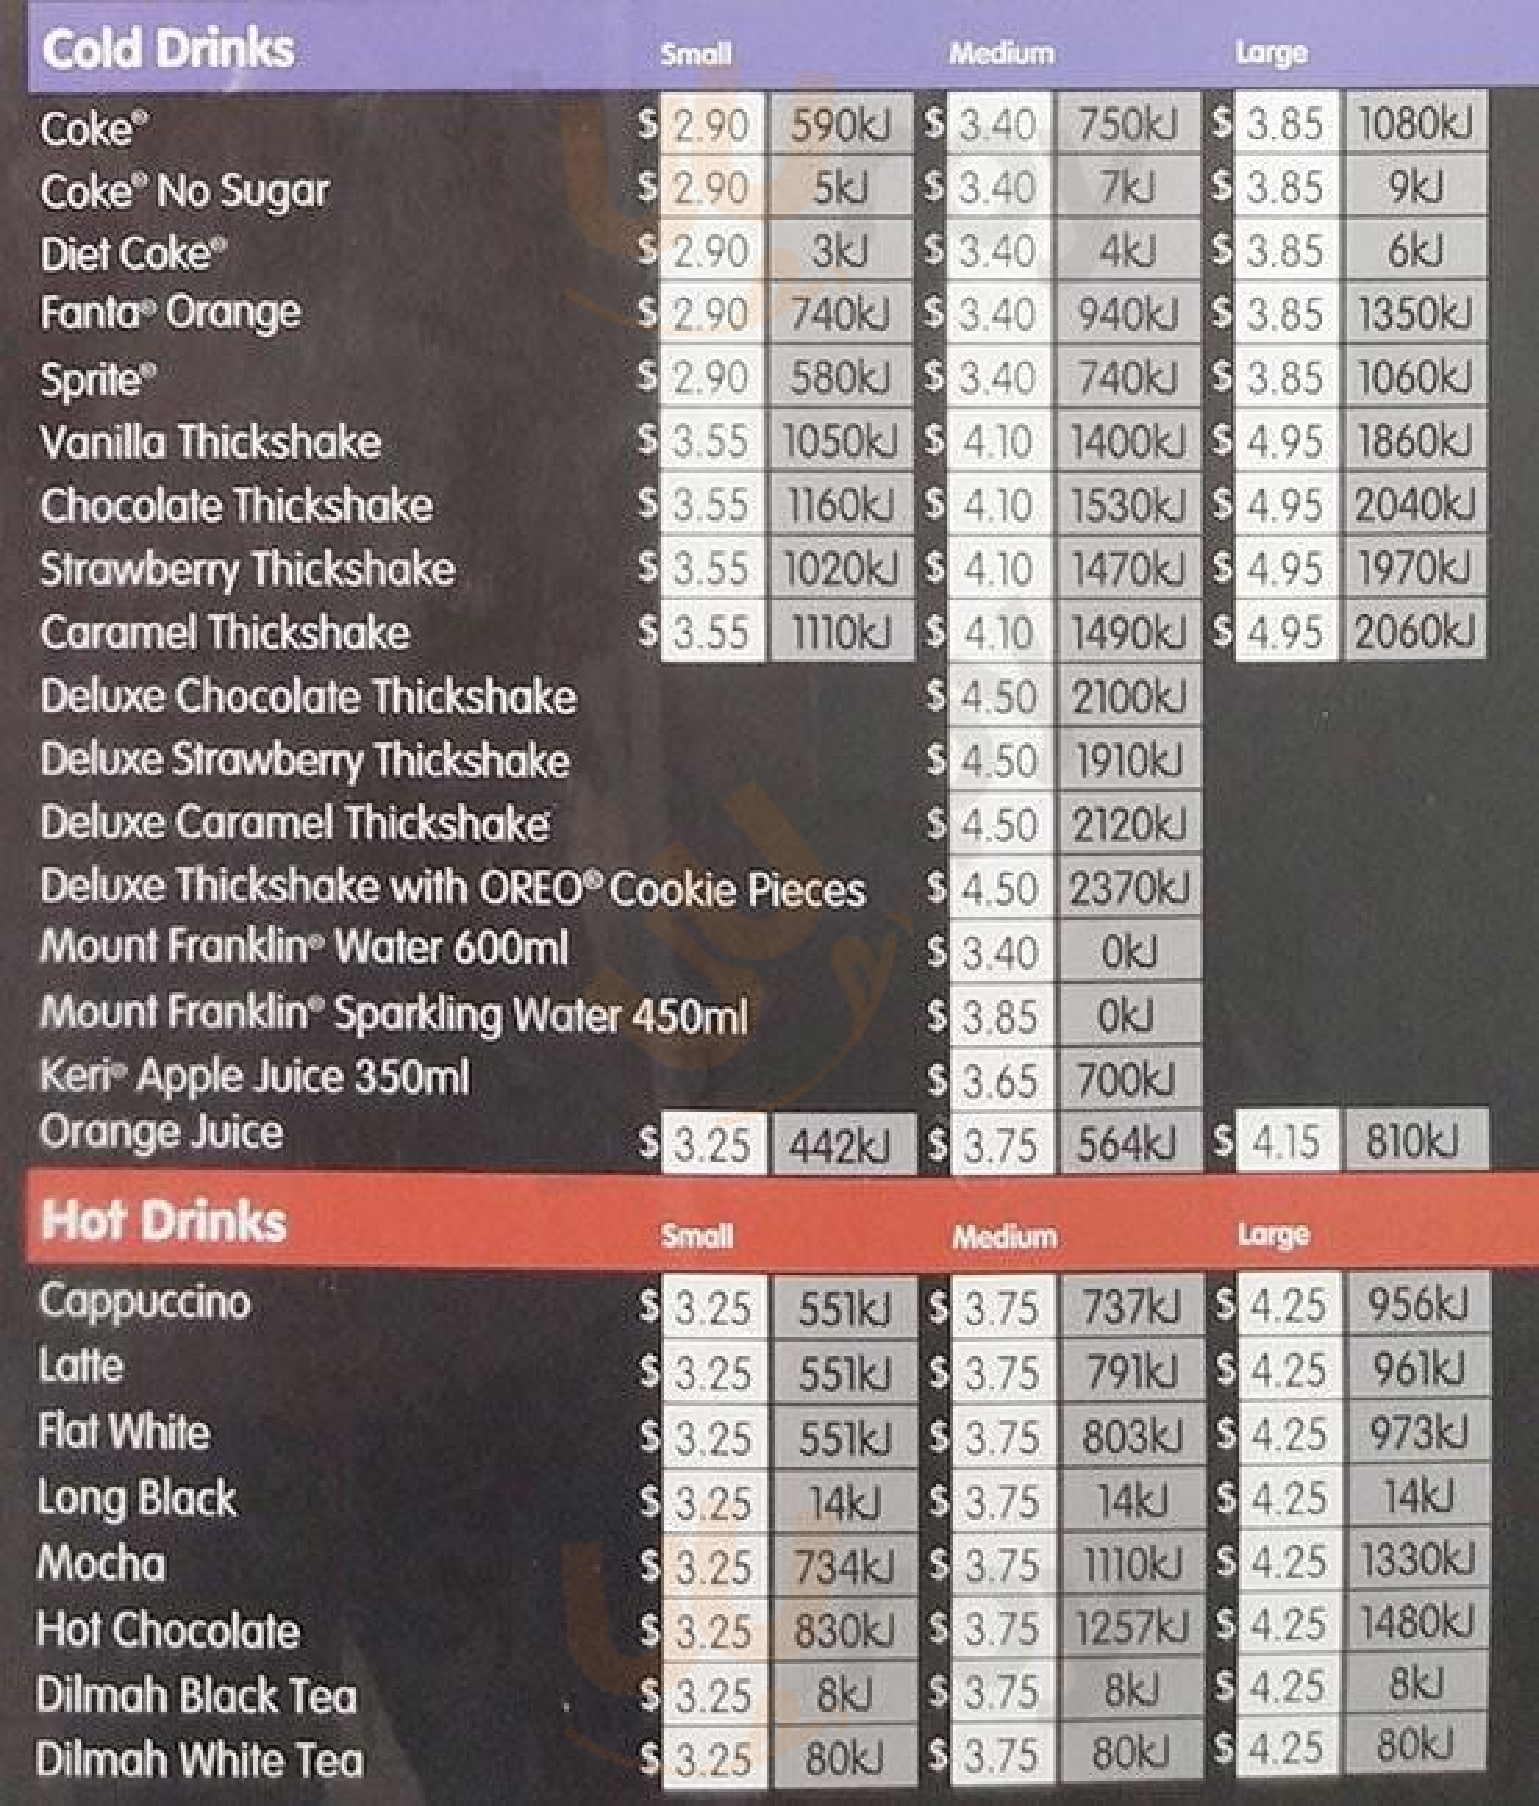 Cold Drinks Small Medium Large
Coke® $ 2.90 590kJ $ 3.40 750kJ $ 3.85 1080kJ
Coke® No Sugar $ 2.90 5kJ $ 3.40 7kJ $ 3.85 9kJ
Diet Coke® $ 2.90 3kJ $ 3.40 4kJ $ 3.85 6kJ
Fanta® Orange $ 2.90 740kJ $ 3.40 940kJ $ 3.85 1350kJ
Sprite® $ 2.90 580kJ $ 3.40 740kJ $ 3.85 1060kJ
Vanilla Thickshake $ 3.55 1050kJ $ 4.10 1400kJ $ 4.95 1860kJ
Chocolate Thickshake $ 3.55 1160kJ $ 4.10 1530kJ $ 4.95 2040kJ
Strawberry Thickshake $ 3.55 1020kJ $ 4.10 1470kJ $ 4.95 1970kJ
Caramel Thickshake $ 3.55 1110kJ $ 4.10 1490kJ $ 4.95 2060kJ
Deluxe Chocolate Thickshake $ 4.50 2100kJ
Deluxe Strawberry Thickshake $ 4.50 1910kJ
Deluxe Caramel Thickshake $ 4.50 2120kJ
Deluxe Thickshake with OREO® Cookie Pieces $ 4.50 2370kJ
Mount Franklin® Water 600ml $ 3.40 0kJ
Mount Franklin® Sparkling Water 450ml $ 3.85 0kJ
Keri® Apple Juice 350ml $ 3.65 700kJ
Orange Juice $ 3.25 442kJ $ 3.75 564kJ $ 4.15 810kJ
Hot Drinks Small Medium Large
Cappuccino $ 3.25 551kJ $ 3.75 737kJ $ 4.25 956kJ
Latte $ 3.25 551kJ $ 3.75 791kJ $ 4.25 961kJ
Flat White $ 3.25 551kJ $ 3.75 803kJ $ 4.25 973kJ
Long Black $ 3.25 14kJ $ 3.75 14kJ $ 4.25 14kJ
Mocha $ 3.25 734kJ $ 3.75 1110kJ $ 4.25 1330kJ
Hot Chocolate $ 3.25 830kJ $ 3.75 1257kJ $ 4.25 1480kJ
Dilmah Black Tea $ 3.25 8kJ $ 3.75 8kJ $ 4.25 8kJ
Dilmah White Tea $ 3.25 80kJ $ 3.75 80kJ $ 4.25 80kJ